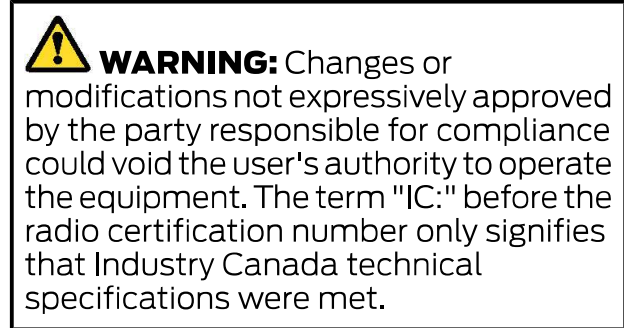 WARNING: Changes or
modifications not expressively approved
by the party responsible for compliance
could void the user's authority to operate
the equipment. The term "IC:" before the
radio certification number only signifies
that Industry Canada technical
specifications were met.